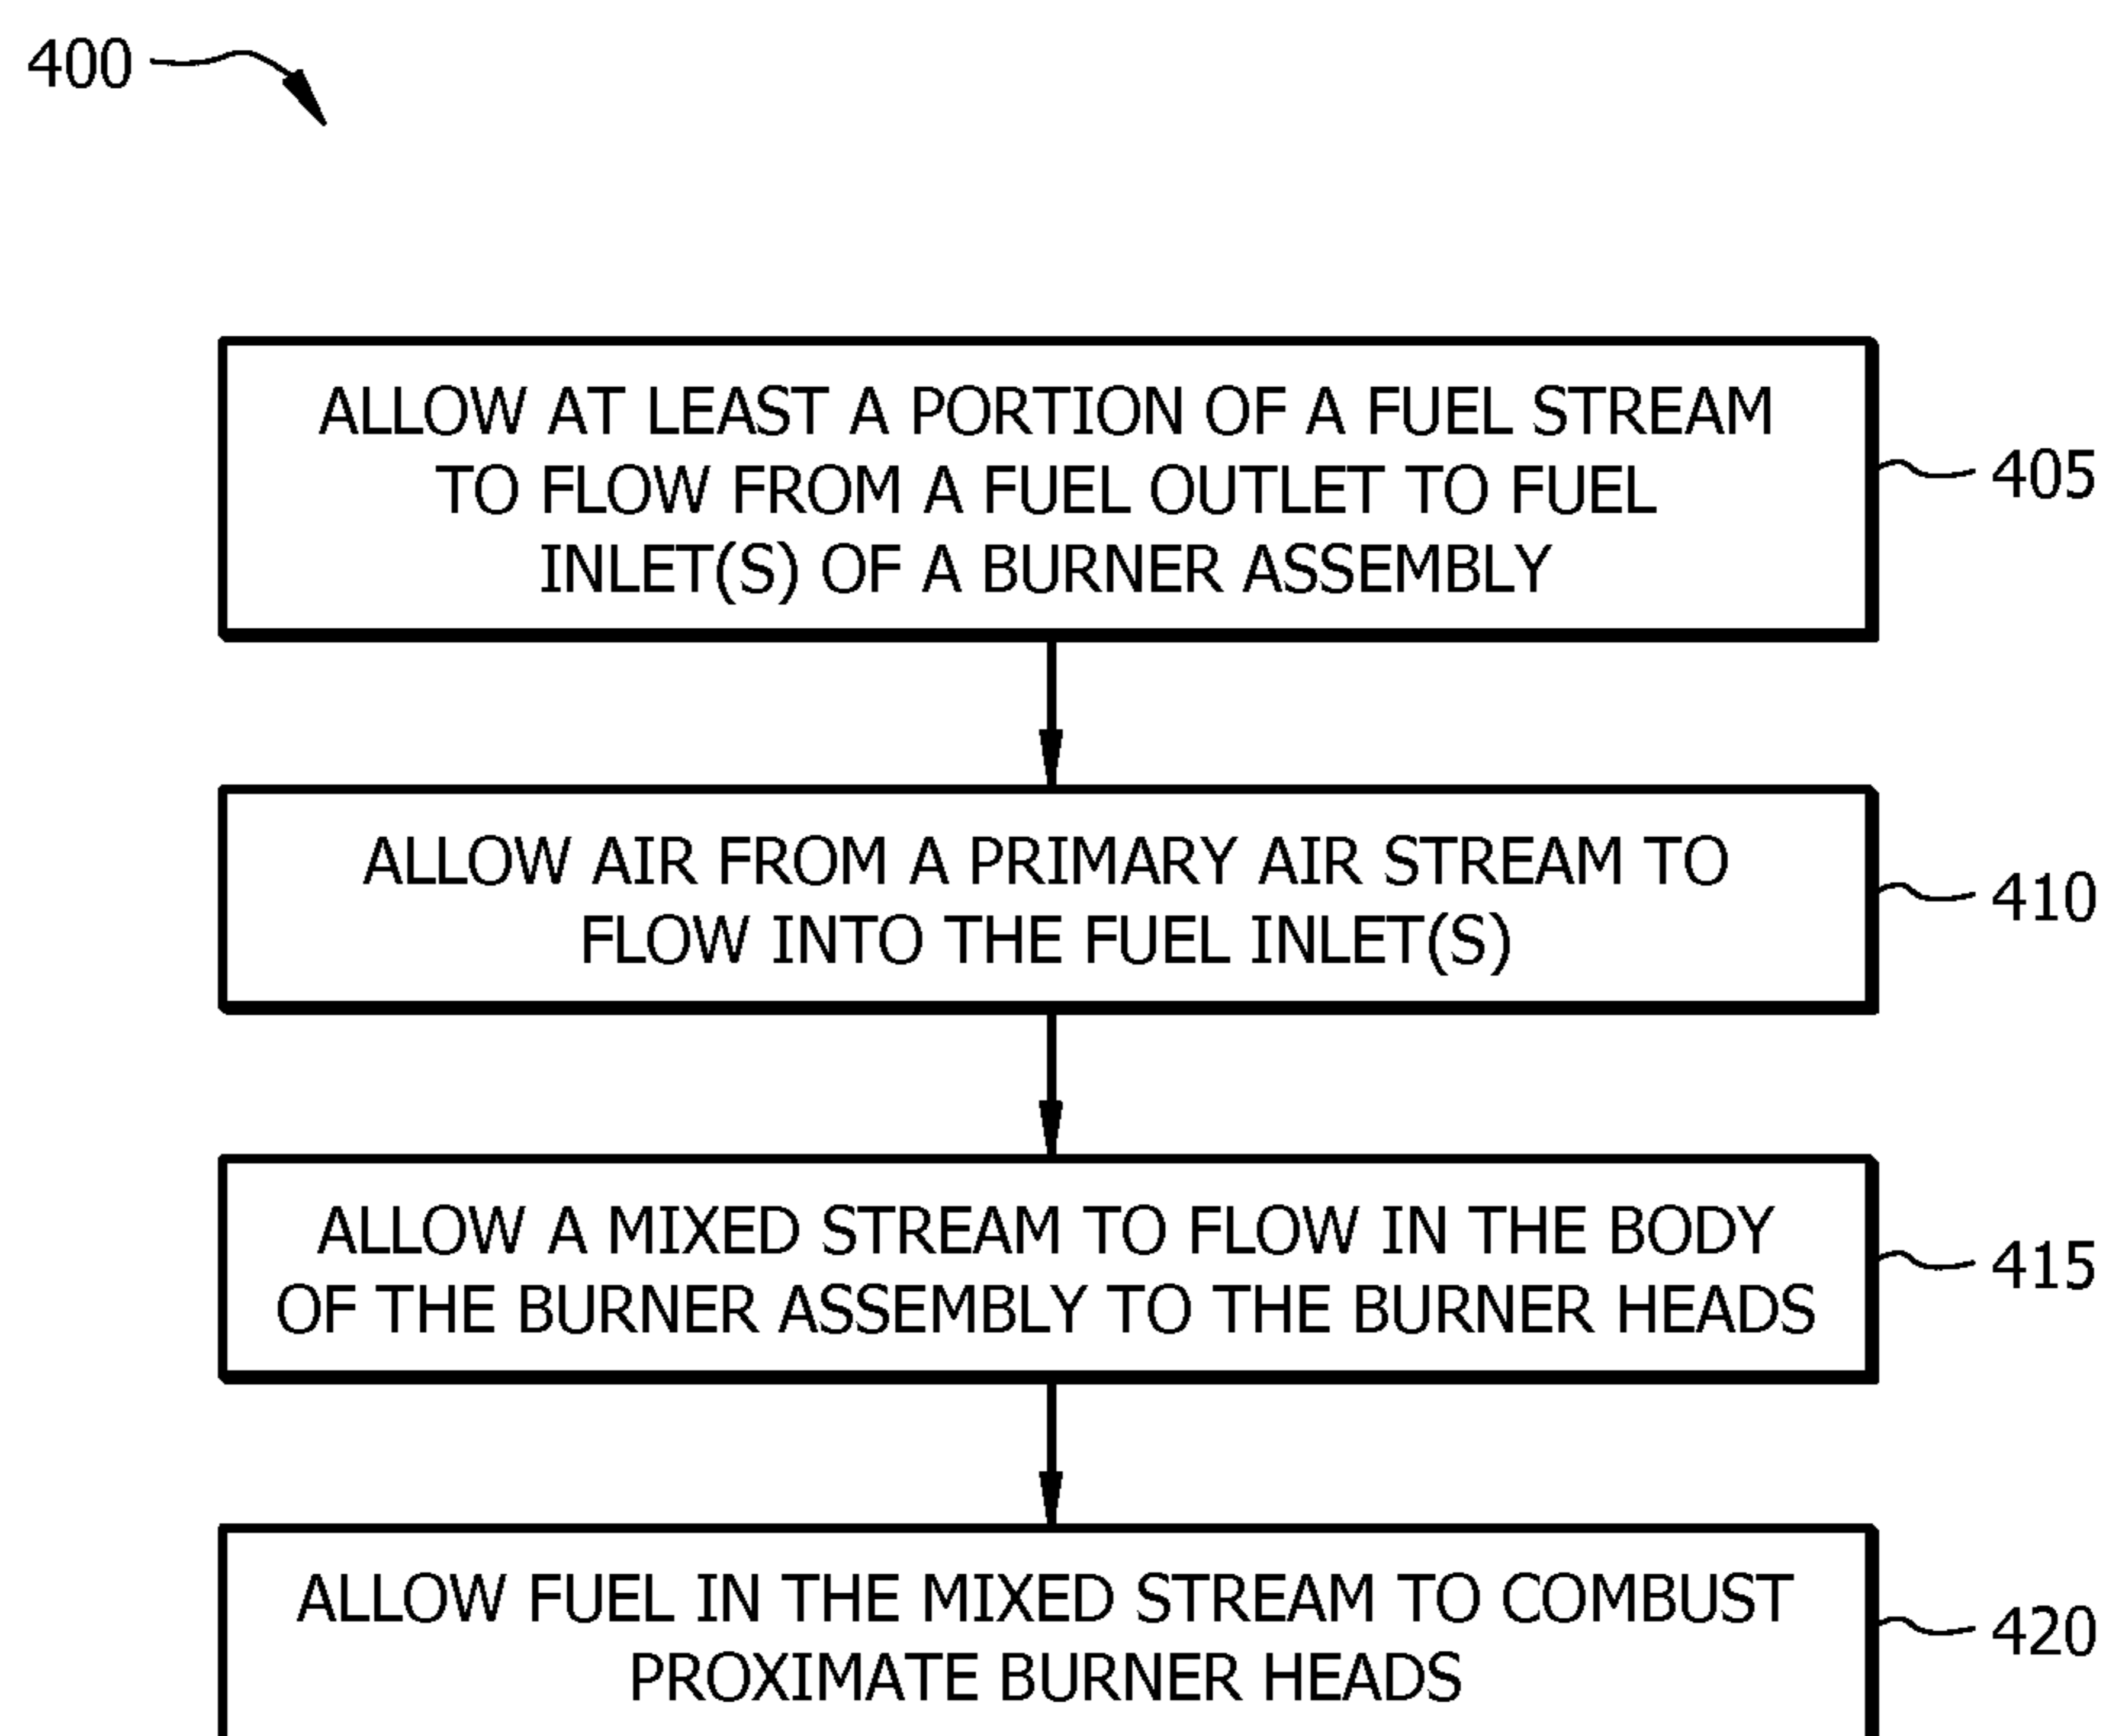 400
ALLOW AT LEAST A PORTION OF A FUEL STREAM
TO FLOW FROM A FUEL OUTLET TO FUEL
INLET(S) OF A BURNER ASSEMBLY
405
ALLOW AIR FROM A PRIMARY AIR STREAM TO
FLOW INTO THE FUEL INLET(S)
410
ALLOW A MIXED STREAM TO FLOW IN THE BODY
OF THE BURNER ASSEMBLY TO THE BURNER HEADS
415
ALLOW FUEL IN THE MIXED STREAM TO COMBUST
PROXIMATE BURNER HEADS
420